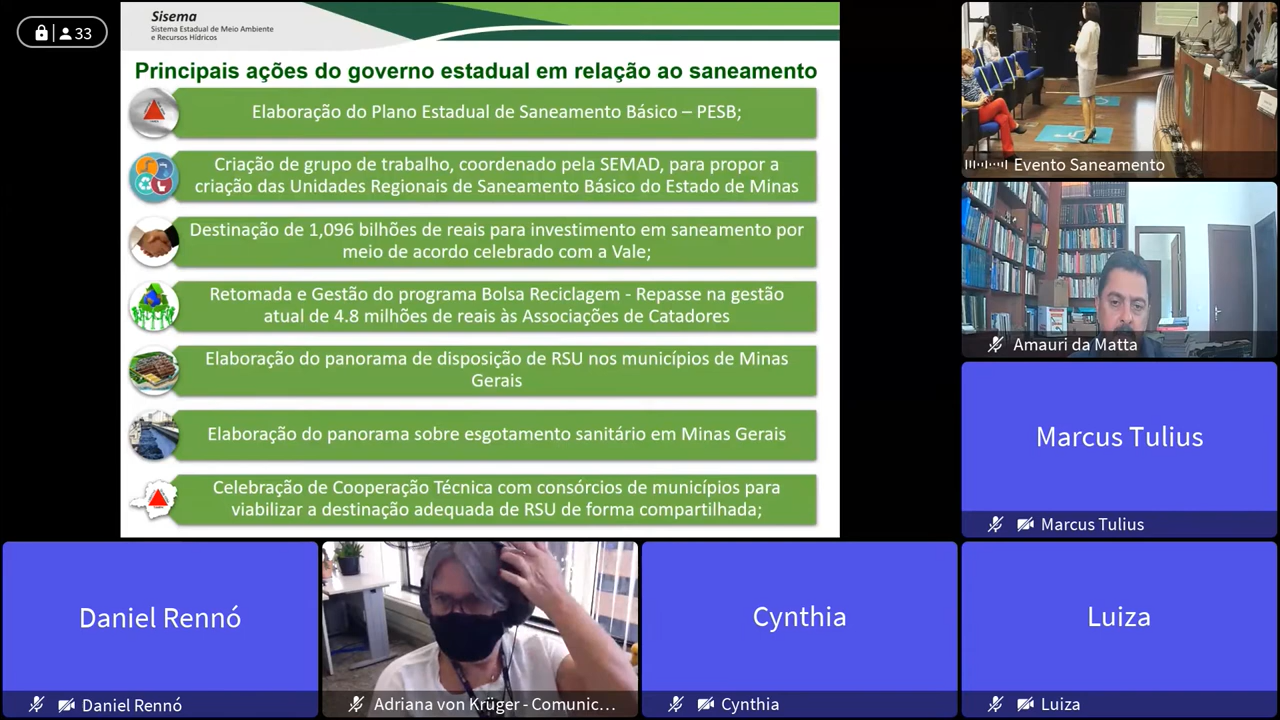 33
Sisema
Sistema Estadual de Meio Ambiente
e Recursos Hídricos
Principais ações do governo estadual em relação ao saneamento
Elaboração do Plano Estadual de Saneamento Básico – PESB;
Criação de grupo de trabalho, coordenado pela SEMAD, para propor a
criação das Unidades Regionais de Saneamento Básico do Estado de Minas
Destinação de 1,096 bilhões de reais para investimento em saneamento por
meio de acordo celebrado com a Vale;
Retomada e Gestão do programa Bolsa Reciclagem - Repasse na gestão
atual de 4.8 milhões de reais às Associações de Catadores
Elaboração do panorama de disposição de RSU nos municípios de Minas
Gerais
Elaboração do panorama sobre esgotamento sanitário em Minas Gerais
Celebração de Cooperação Técnica com consórcios de municípios para
viabilizar a destinação adequada de RSU de forma compartilhada;
Evento Saneamento
Amauri da Matta
Marcus Tulius
Marcus Tulius
Daniel Rennó
Daniel Rennó
Adriana von Krüger - Comunic...
Cynthia
Cynthia
Luiza
Luiza